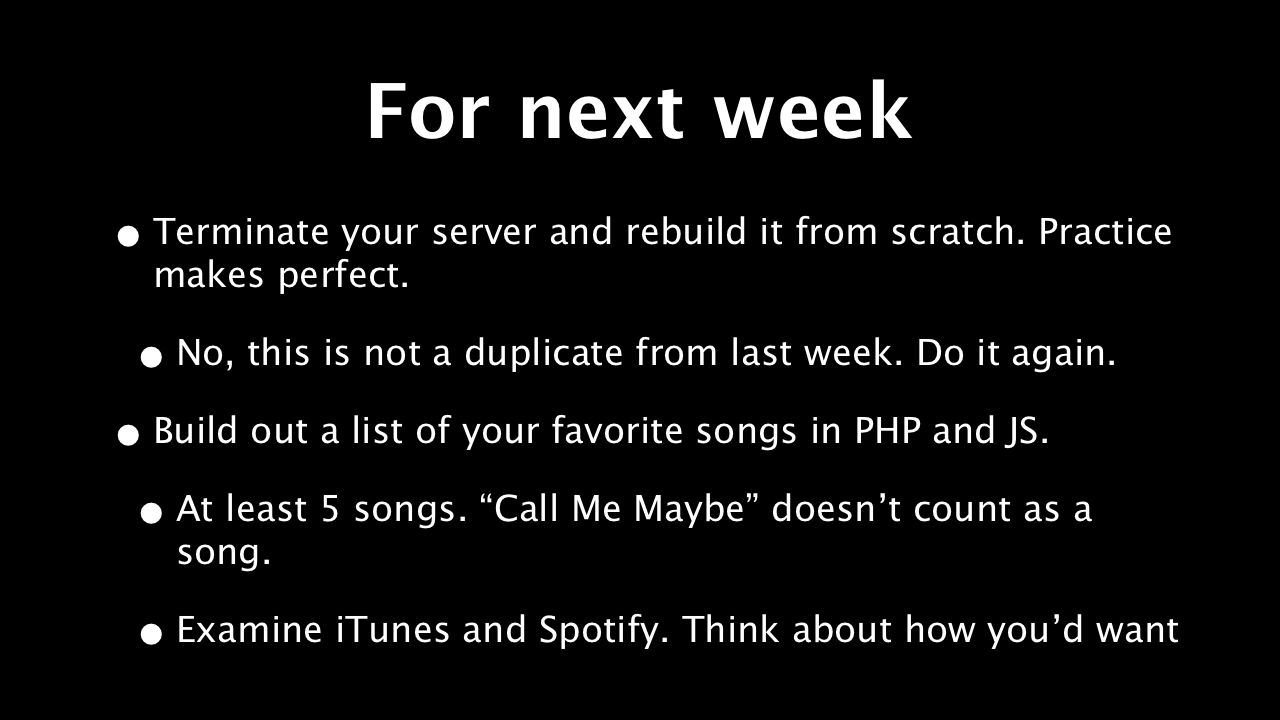 For next week
• Terminate your server and rebuild it from scratch. Practice
makes perfect.
• No, this is not a duplicate from last week. Do it again.
• Build out a list of your favorite songs in PHP and JS.
• At least 5 songs. “Call Me Maybe” doesn’t count as a
song.
• Examine iTunes and Spotify. Think about how you’d want